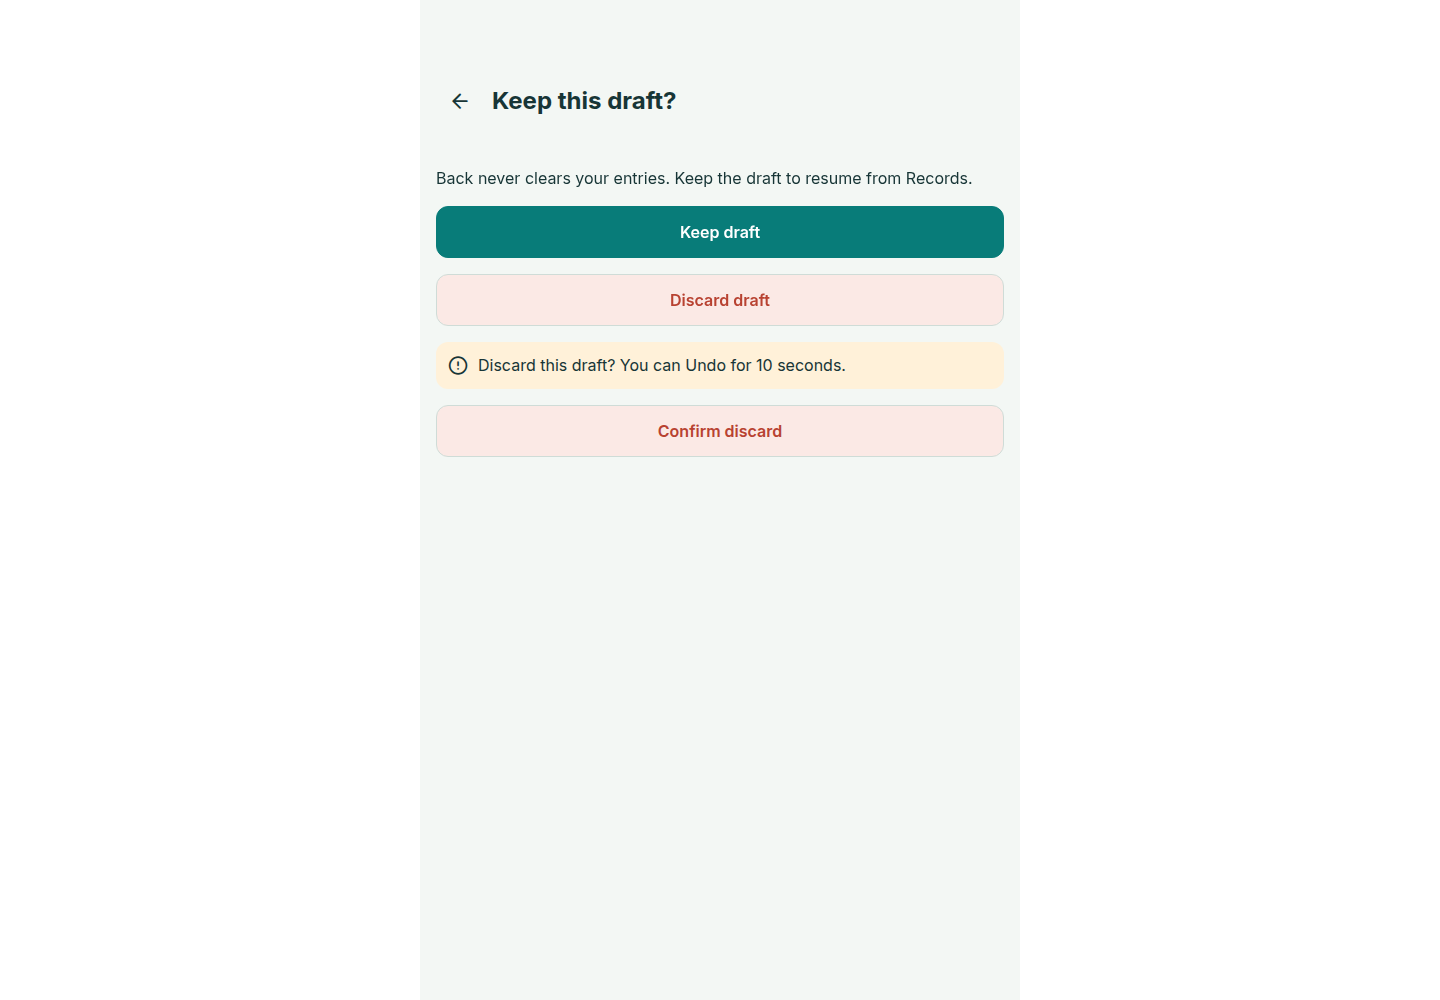 Keep this draft?
Back never clears your entries. Keep the draft to resume from Records.
Keep draft
Discard draft
Discard this draft? You can Undo for 10 seconds.
Confirm discard